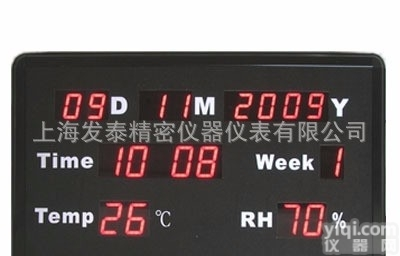 09D 11M 2009Y
上海发泰精密仪器仪表有限公司
Time 10 08 Week 1
Temp 26 ℃ RH 70 %
yiqi.com
仪器网